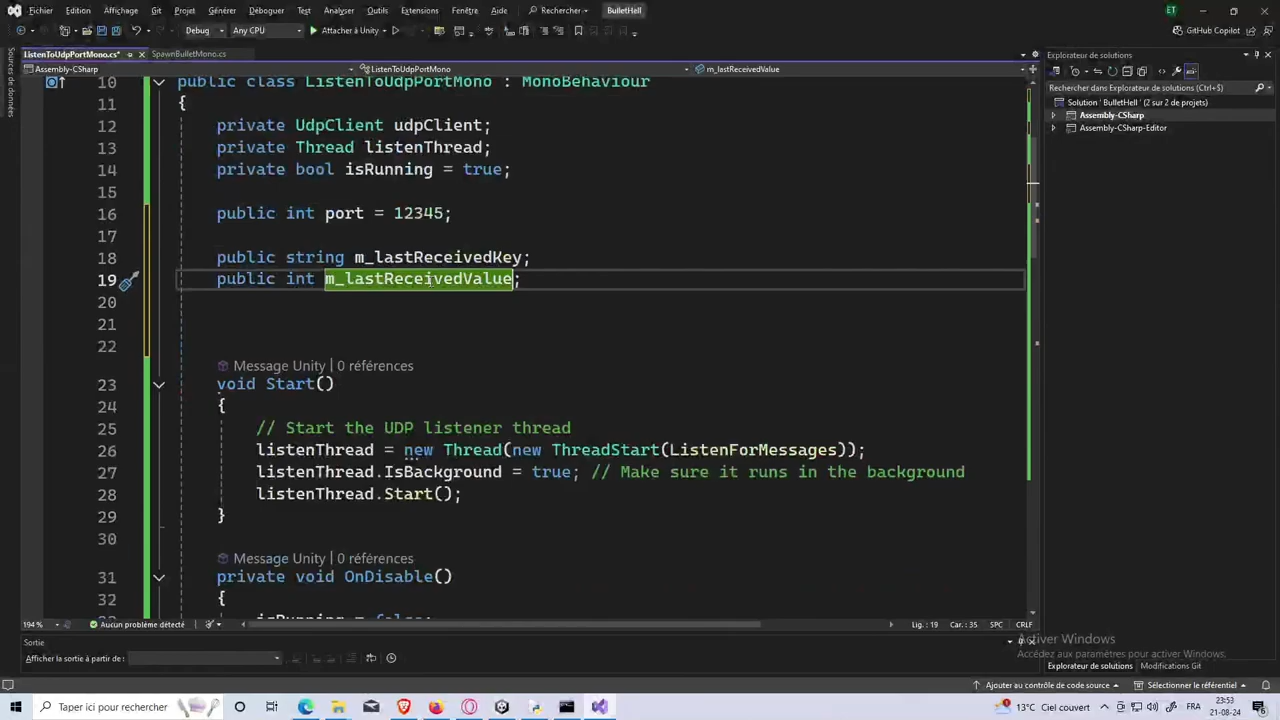 Fichier Edition Affichage Git Projet Générer Déboguer Test Analyser Outils Extensions Fenêtre Aide Rechercher BulletHell ET
Debug Any CPU Attacher à Unity GitHub Copilot
Sources de données
ListenToUdpPortMono.cs* SpawnBulletMono.cs
Assembly-CSharp ListenToUdpPortMono m_lastReceivedValue
10 public class ListenToUdpPortMono : MonoBehaviour
11 {
12 private UdpClient udpClient;
13 private Thread listenThread;
14 private bool isRunning = true;
15
16 public int port = 12345;
17
18 public string m_lastReceivedKey;
19 public int m_lastReceivedValue;
20
21
22
Message Unity | 0 références
23 void Start()
24 {
25 // Start the UDP listener thread
26 listenThread = new Thread(new ThreadStart(ListenForMessages));
27 listenThread.IsBackground = true; // Make sure it runs in the background
28 listenThread.Start();
29 }
30
Message Unity | 0 références
31 private void OnDisable()
32 {
isRunning = false;
194 % Aucun problème détecté Lig. : 19 Car. : 35 SPC CRLF
Sortie
Afficher la sortie à partir de :
Explorateur de solutions
Rechercher dans Explorateur de solutions (Ctrl+$)
Solution ' BulletHell ' (2 sur 2 de projets)
Assembly-CSharp
Assembly-CSharp-Editor
Activer Windows
Accédez aux paramètres pour activer Windows.
Explorateur de solutions Modifications Git
Ajouter au contrôle de code source Sélectionner le référentiel
Taper ici pour rechercher 13°C Couvert FRA 23:53
21-08-24